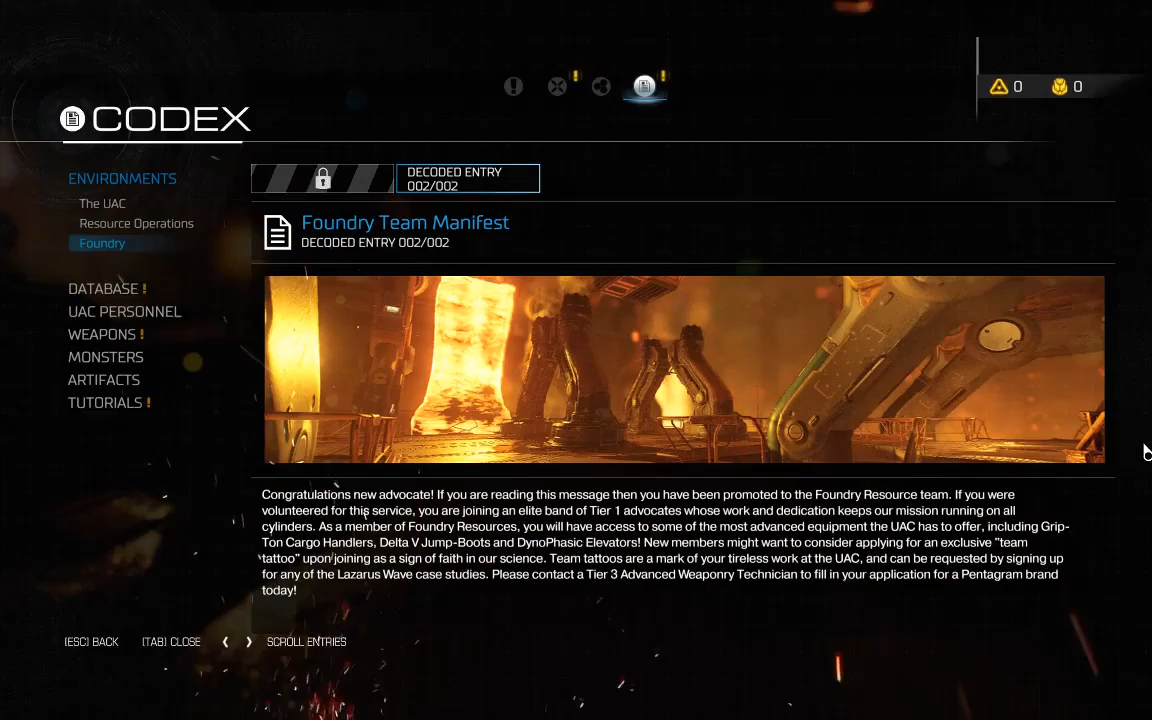 0 0
CODEX
ENVIRONMENTS
The UAC
Resource Operations
Foundry
DATABASE !
UAC PERSONNEL
WEAPONS !
MONSTERS
ARTIFACTS
TUTORIALS !
DECODED ENTRY
002/002
Foundry Team Manifest
DECODED ENTRY 002/002
Congratulations new advocate! If you are reading this message then you have been promoted to the Foundry Resource team. If you were
volunteered for this service, you are joining an elite band of Tier 1 advocates whose work and dedication keeps our mission running on all
cylinders. As a member of Foundry Resources, you will have access to some of the most advanced equipment the UAC has to offer, including Grip-
Ton Cargo Handlers, Delta V Jump-Boots and DynoPhasic Elevators! New members might want to consider applying for an exclusive "team
tattoo" upon joining as a sign of faith in our science. Team tattoos are a mark of your tireless work at the UAC, and can be requested by signing up
for any of the Lazarus Wave case studies. Please contact a Tier 3 Advanced Weaponry Technician to fill in your application for a Pentagram brand
today!
[ESC] BACK [TAB] CLOSE < > SCROLL ENTRIES